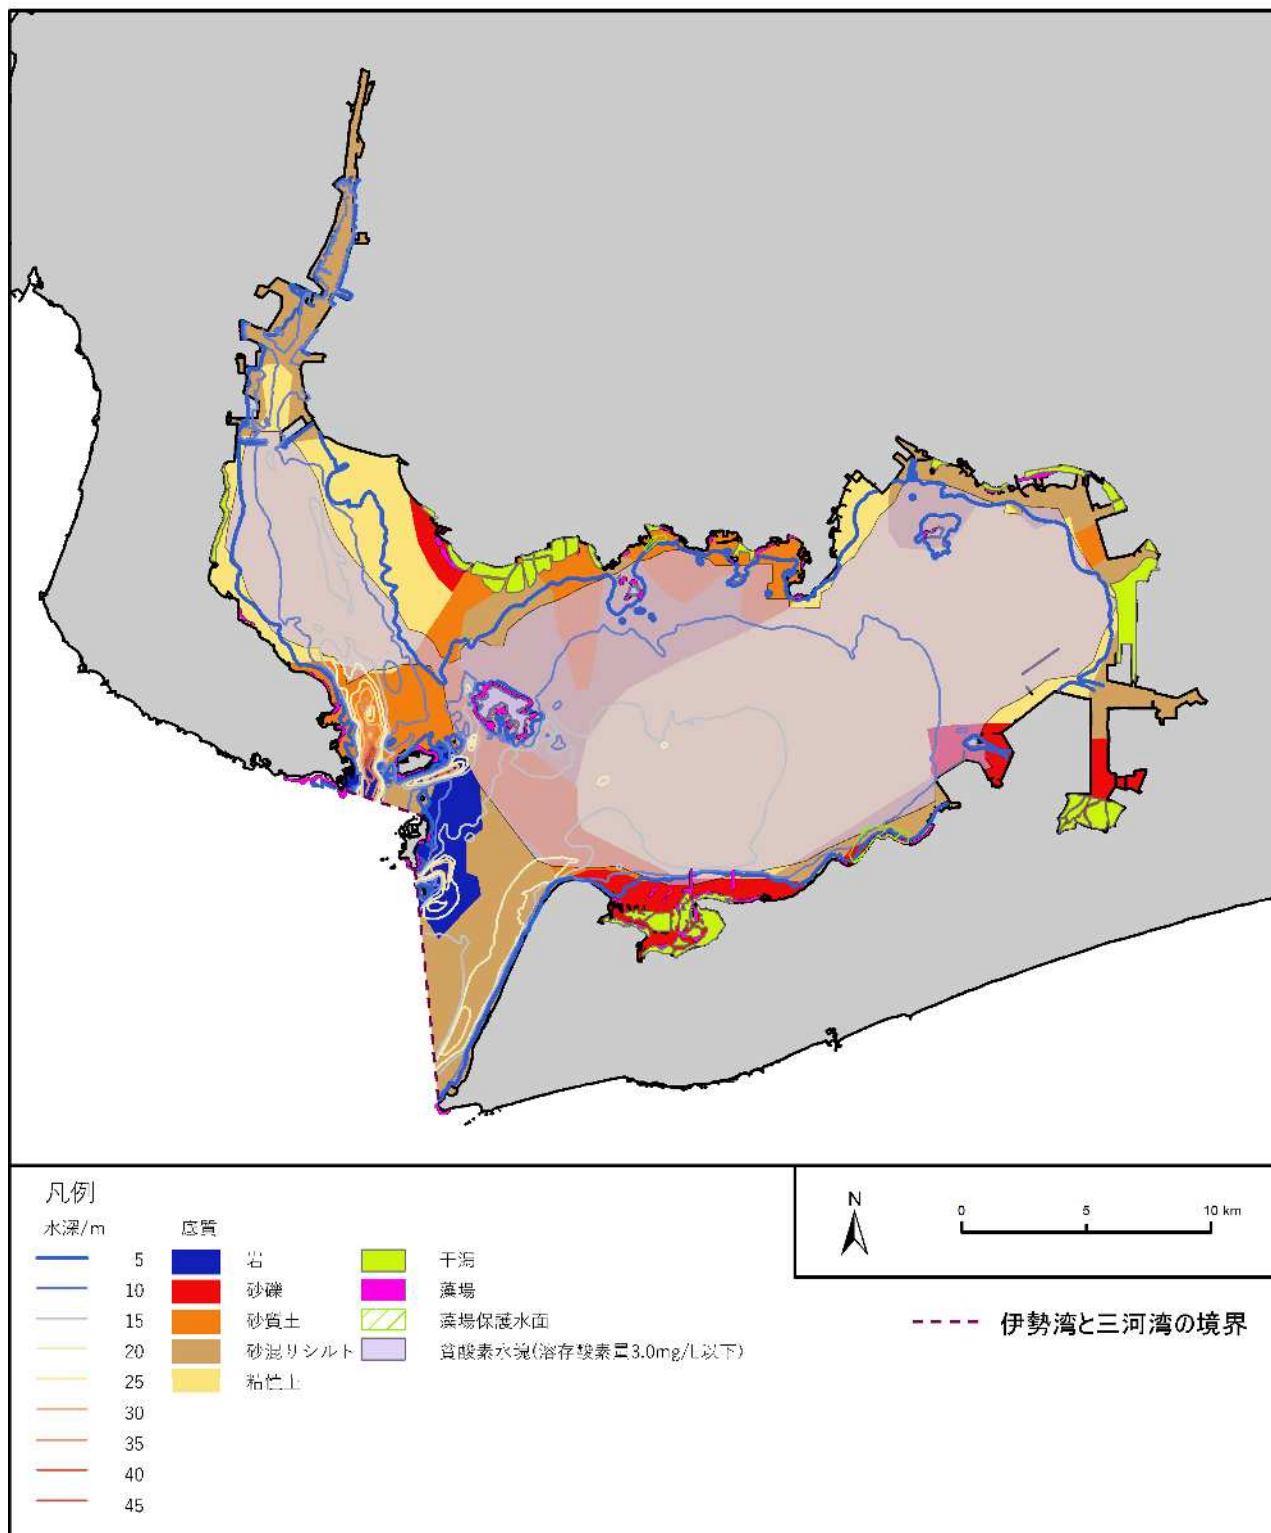 凡例
水深/m
底質
5
10
15
20
25
30
35
40
45
岩
砂礫
砂質土
砂混りシルト
粘性土
干潟
藻場
藻場保護水面
貧酸素水塊(溶存酸素量3.0mg/L以下)
N
0 5 10 km
伊勢湾と三河湾の境界